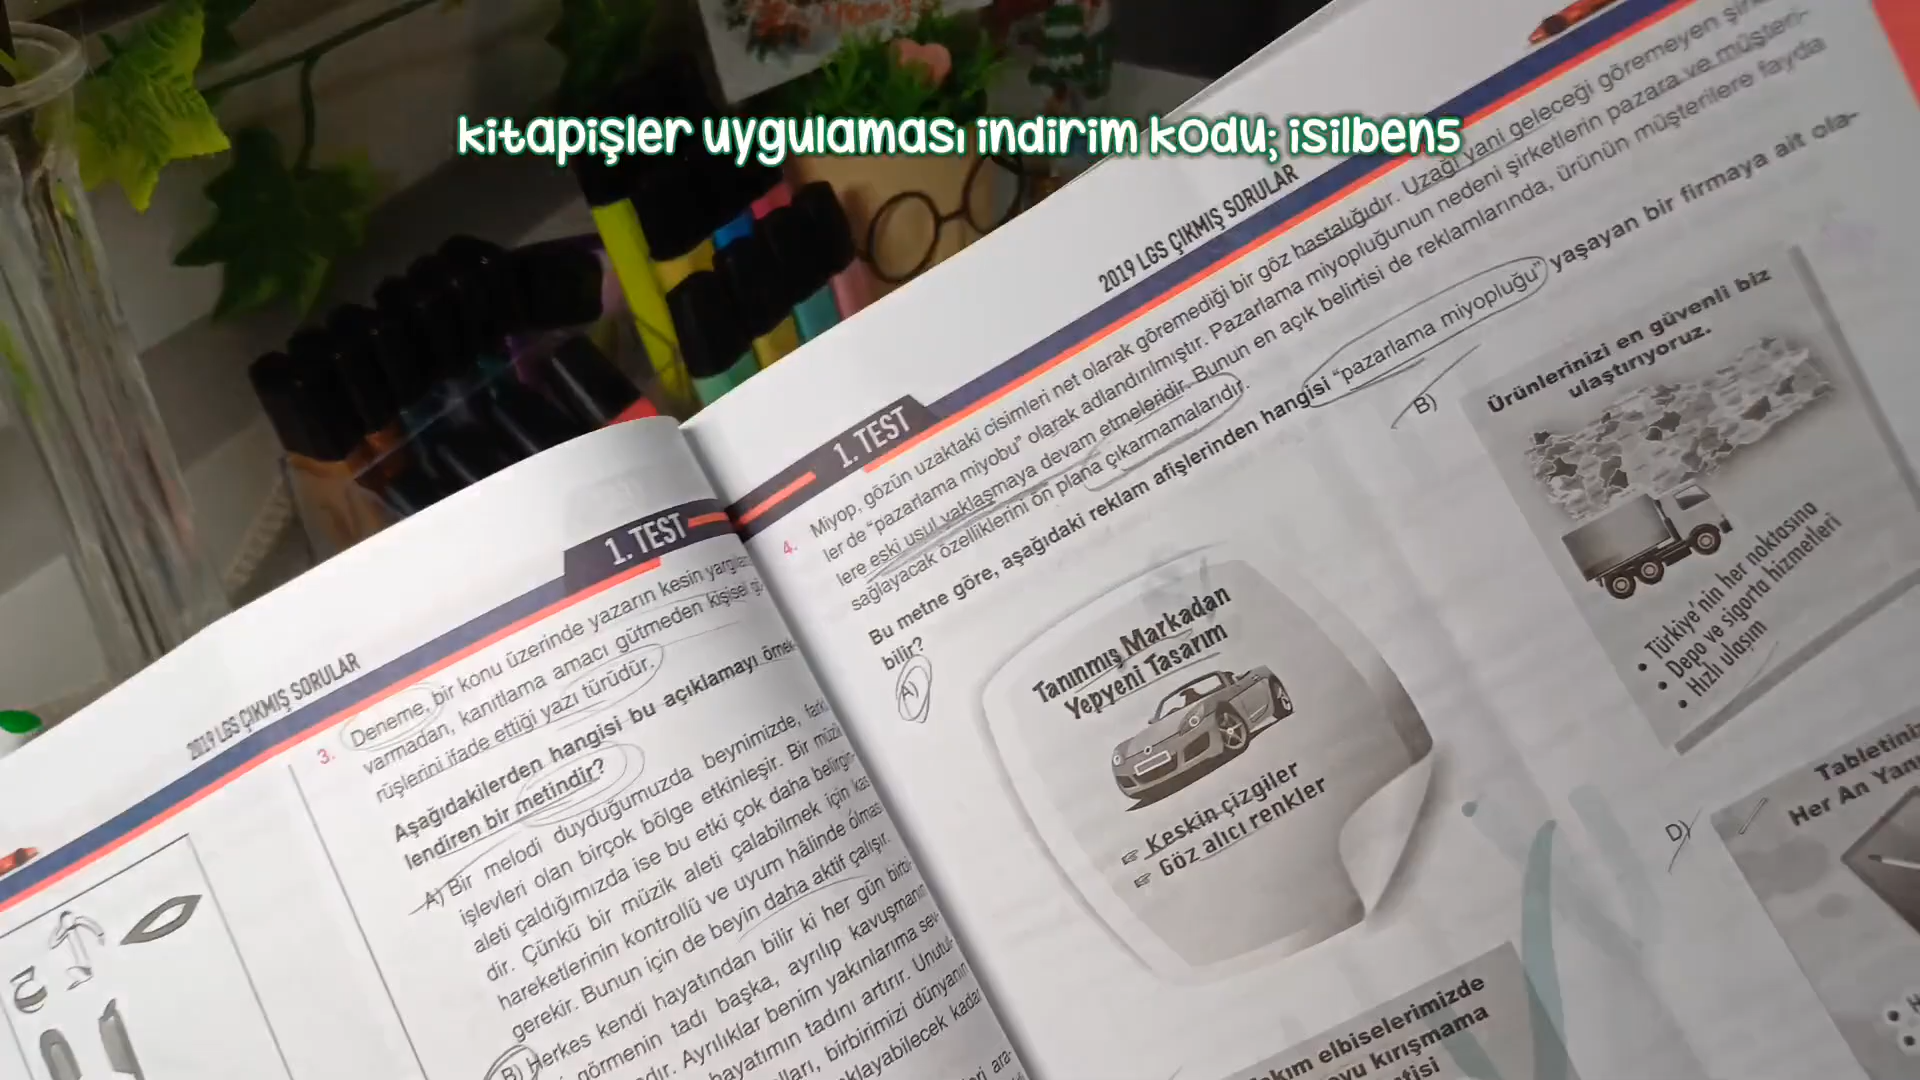 kitapişler uygulaması indirim kodu; isilben5
2019 LGS ÇIKMIŞ SORULAR
1. TEST
3. Deneme, bir konu üzerinde yazarın kesin
varmadan, kanıtlama amacı gütmeden kişisel
rüşlerini ifade ettiği yazı türüdür.
Aşağıdakilerden hangisi bu açıklamayı örnek-
lendiren bir metindir?
A) Bir melodi duyduğumuzda beynimizde,
işlevleri olan birçok bölge etkinleşir. Bir müzik
aleti çaldığımızda ise bu etki çok daha belirgin-
dir. Çünkü bir müzik aleti çalabilmek için kas
hareketlerinin kontrollü ve uyum hâlinde olması
gerekir. Bunun için de beyin daha aktif çalışır.
B) Herkes kendi hayatından bilir ki her gün birbi-
görmenin tadı başka, ayrılıp kavuşmanın
Ayrılıklar benim yakınlarıma sev-
hayatımın tadını artırır. Unutul-
birbirimizi dünyanın
kadar
2019 LGS ÇIKMIŞ SORULAR
1. TEST
4. Miyop, gözün uzaktaki cisimleri net olarak göremediği bir göz hastalığıdır. Uzağı yani geleceği göremeyen
ler de “pazarlama miyobu” olarak adlandırılmıştır. Pazarlama miyopluğunun nedeni şirketlerin pazara ve müşteri-
lere eski usul yaklaşmaya devam etmeleridir. Bunun en açık belirtisi de reklamlarında, ürünün müşterilere fayda
sağlayacak özelliklerini ön plana çıkarmamalarıdır.
Bu metne göre, aşağıdaki reklam afişlerinden hangisi “pazarlama miyopluğu” yaşayan bir firmaya ait ola-
bilir?
A)
Tanınmış Markadan
Yepyeni Tasarım
Keskin çizgiler
Göz alıcı renkler
B)
Ürünlerinizi en güvenli biz
ulaştırıyoruz.
• Türkiye'nin her noktasına
• Depo ve sigorta hizmetleri
• Hızlı ulaşım
elbiselerimizde
kırışmama
D)
Her An